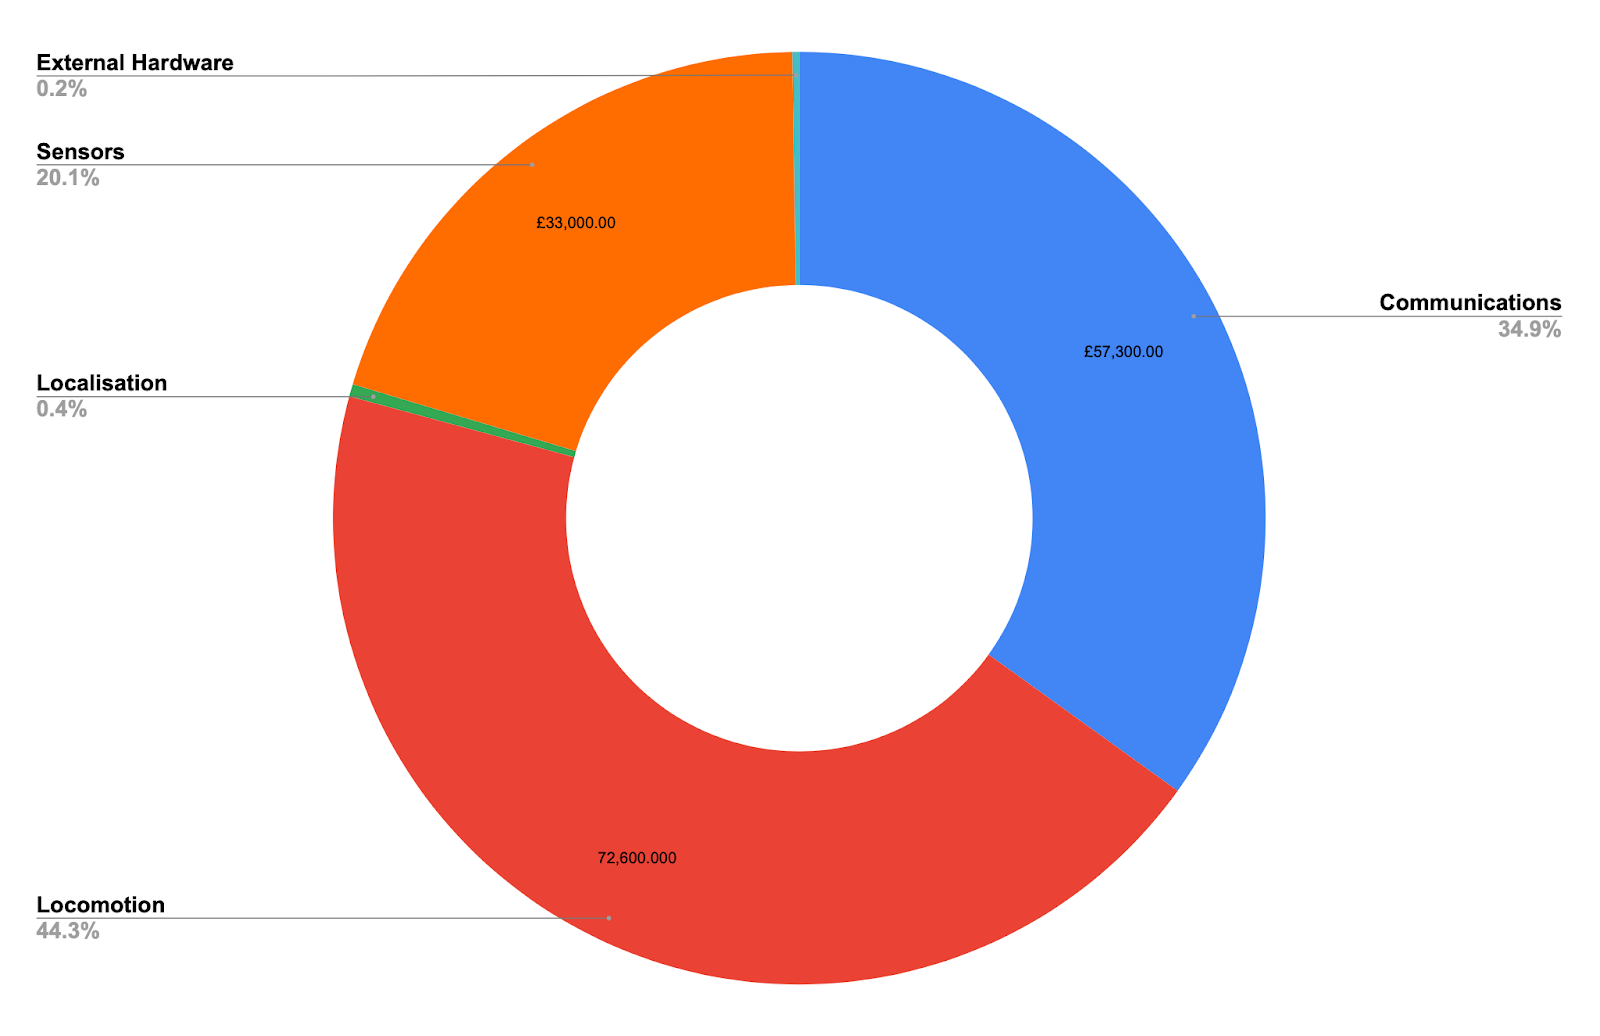 External Hardware
0.2%
Sensors
20.1%
£33,000.00
Communications
34.9%
£57,300.00
Localisation
0.4%
72,600.000
Locomotion
44.3%